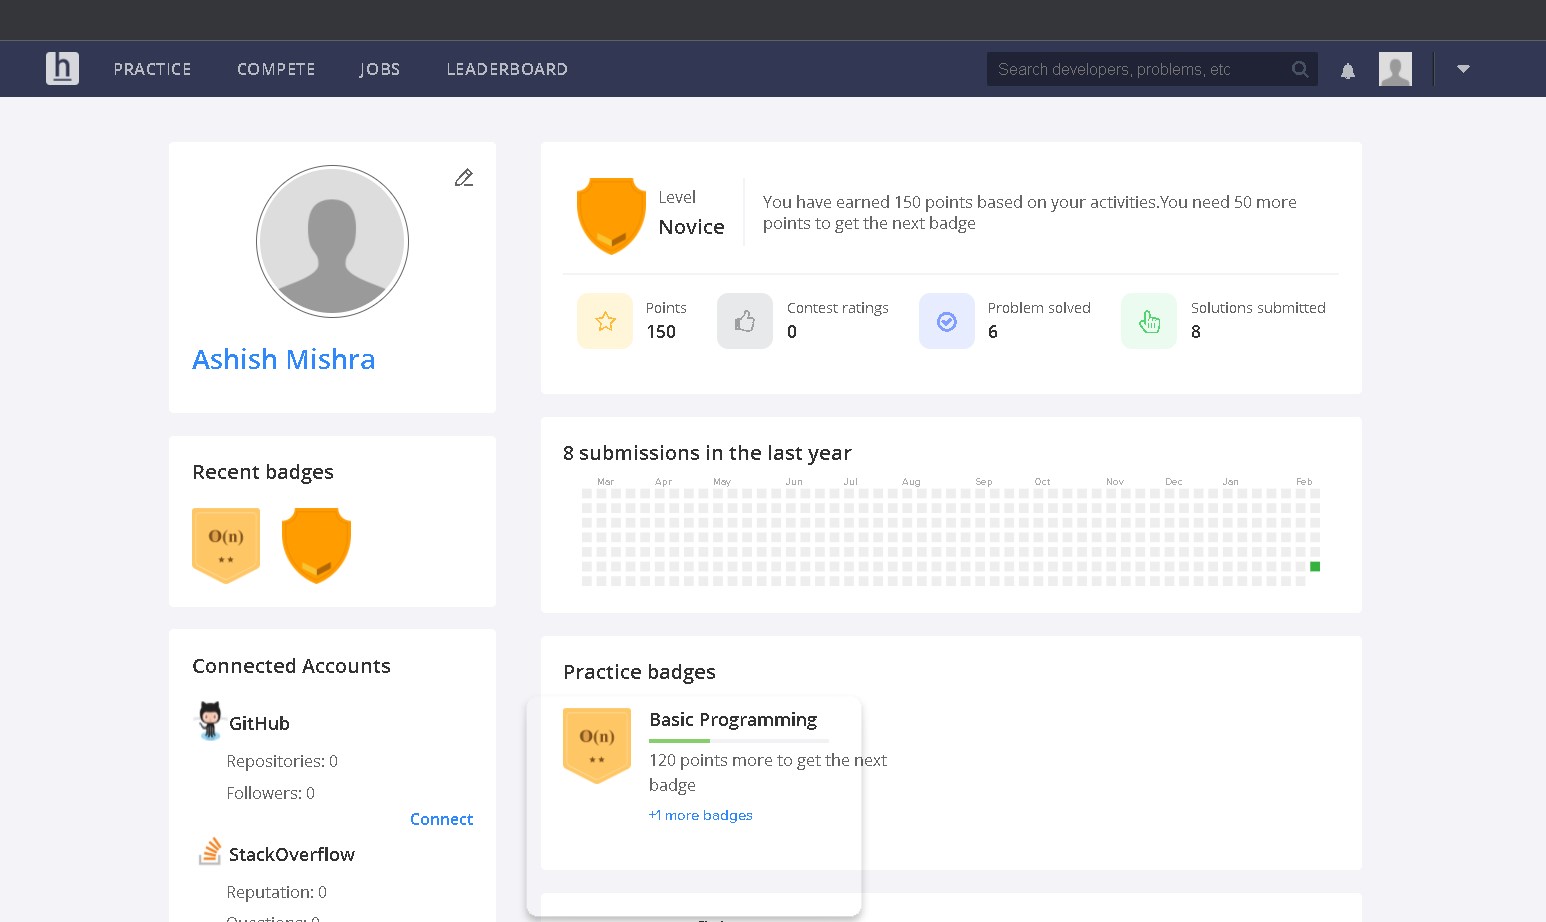 h PRACTICE COMPETE JOBS LEADERBOARD Search developers, problems, etc
Ashish Mishra
Recent badges
O(n)
Connected Accounts
GitHub
Repositories: 0
Followers: 0
Connect
StackOverflow
Reputation: 0
Questions: 0
Level
Novice
You have earned 150 points based on your activities.You need 50 more
points to get the next badge
Points
150
Contest ratings
0
Problem solved
6
Solutions submitted
8
8 submissions in the last year
Mar Apr May Jun Jul Aug Sep Oct Nov Dec Jan Feb
Practice badges
O(n)
Basic Programming
120 points more to get the next
badge
+1 more badges